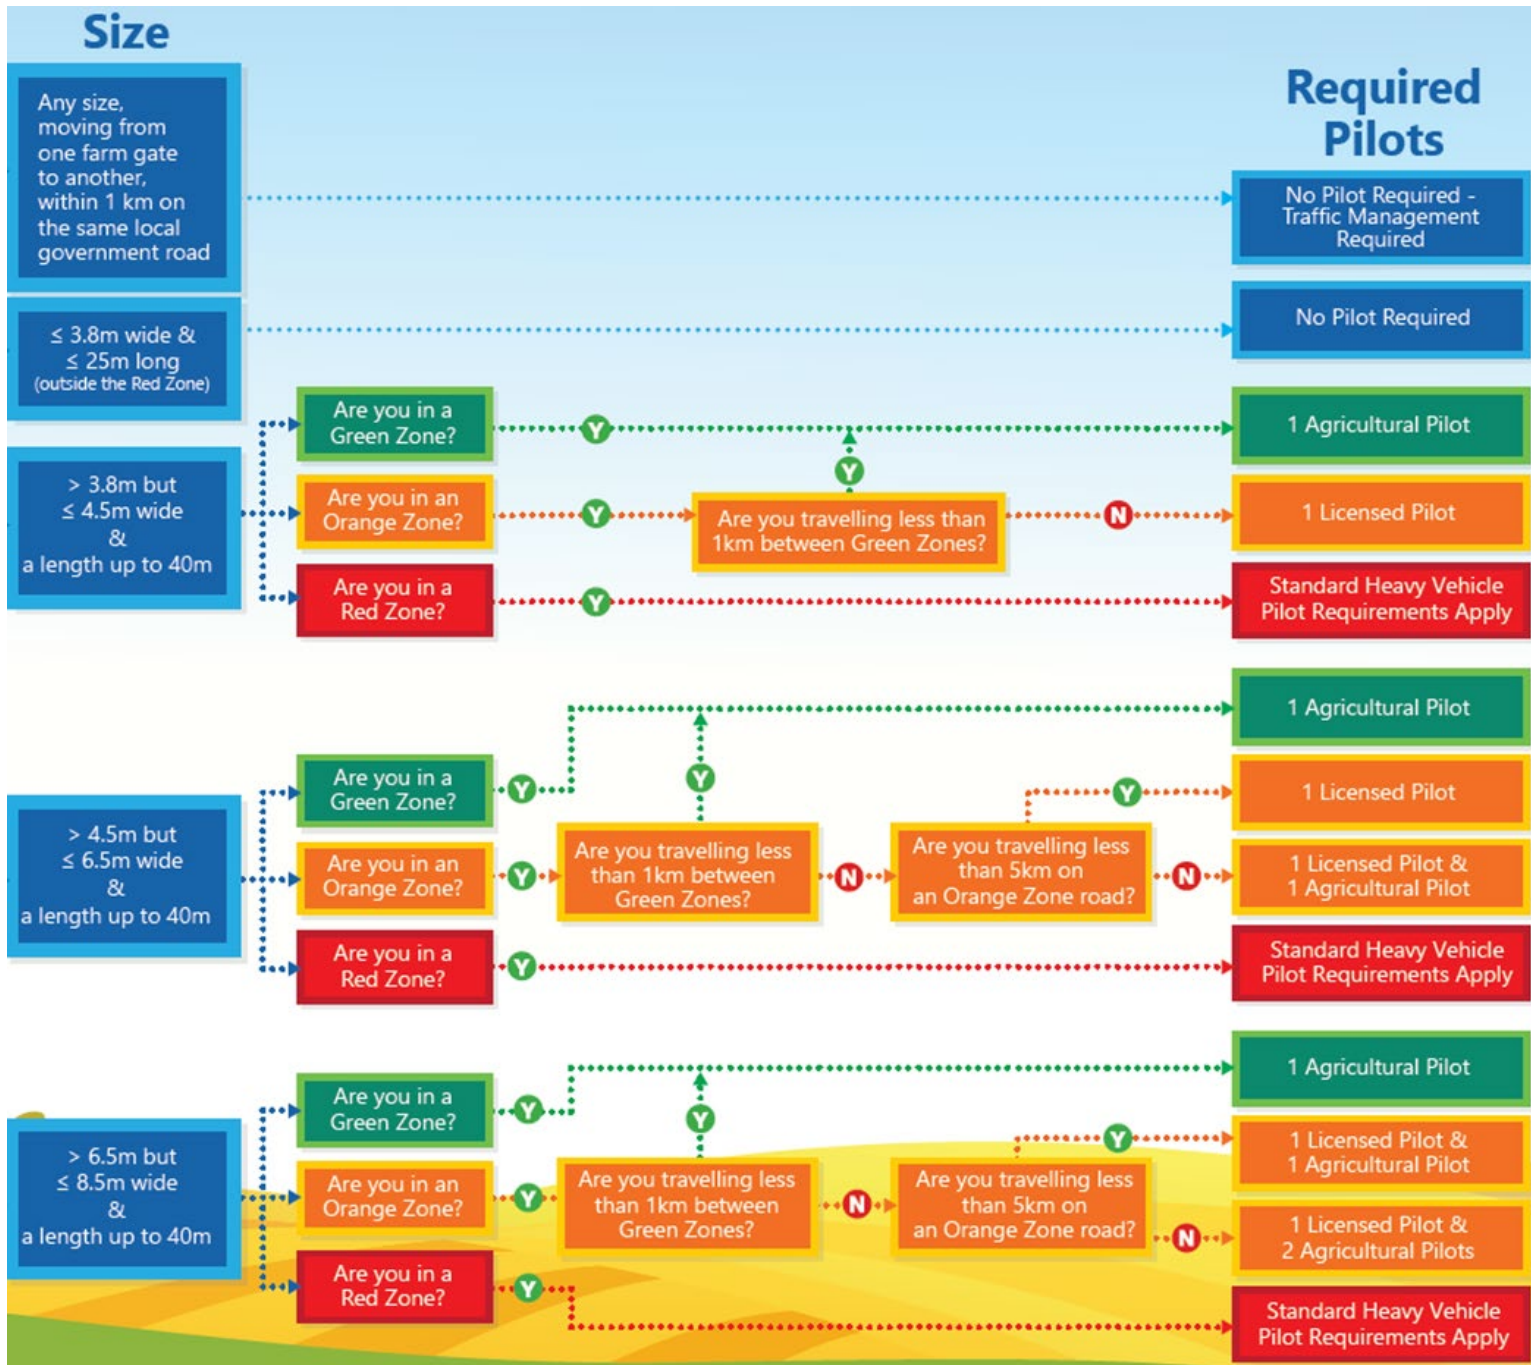 Size
Required
Pilots
Any size,
moving from
one farm gate
to another,
within 1 km on
the same local
government road
No Pilot Required -
Traffic Management
Required
≤ 3.8m wide &
≤ 25m long
(outside the Red Zone)
No Pilot Required
> 3.8m but
≤ 4.5m wide
&
a length up to 40m
Are you in a
Green Zone?
Y
1 Agricultural Pilot
Are you in an
Orange Zone?
Y
Are you travelling less than
1km between Green Zones?
Y
N
1 Licensed Pilot
Are you in a
Red Zone?
Y
Standard Heavy Vehicle
Pilot Requirements Apply
> 4.5m but
≤ 6.5m wide
&
a length up to 40m
Are you in a
Green Zone?
Y
1 Agricultural Pilot
Are you in an
Orange Zone?
Y
Are you travelling less
than 1km between
Green Zones?
Y
N
Are you travelling less
than 5km on
an Orange Zone road?
Y
1 Licensed Pilot
N
1 Licensed Pilot &
1 Agricultural Pilot
Are you in a
Red Zone?
Y
Standard Heavy Vehicle
Pilot Requirements Apply
> 6.5m but
≤ 8.5m wide
&
a length up to 40m
Are you in a
Green Zone?
Y
1 Agricultural Pilot
Are you in an
Orange Zone?
Y
Are you travelling less
than 1km between
Green Zones?
Y
N
Are you travelling less
than 5km on
an Orange Zone road?
Y
1 Licensed Pilot &
1 Agricultural Pilot
N
1 Licensed Pilot &
2 Agricultural Pilots
Are you in a
Red Zone?
Y
Standard Heavy Vehicle
Pilot Requirements Apply